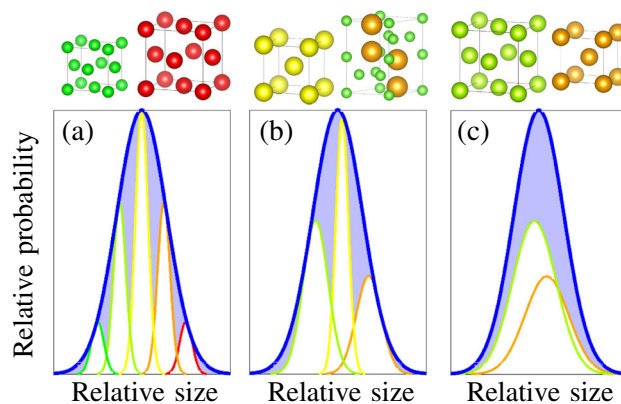 (a)
(b)
(c)
Relative probability
Relative size
Relative size
Relative size